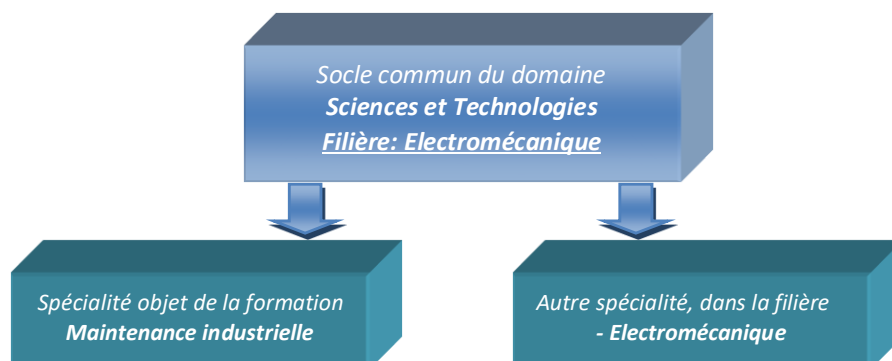 Socle commun du domaine
Sciences et Technologies
Filière: Electromécanique
Spécialité objet de la formation
Maintenance industrielle
Autre spécialité, dans la filière
- Electromécanique